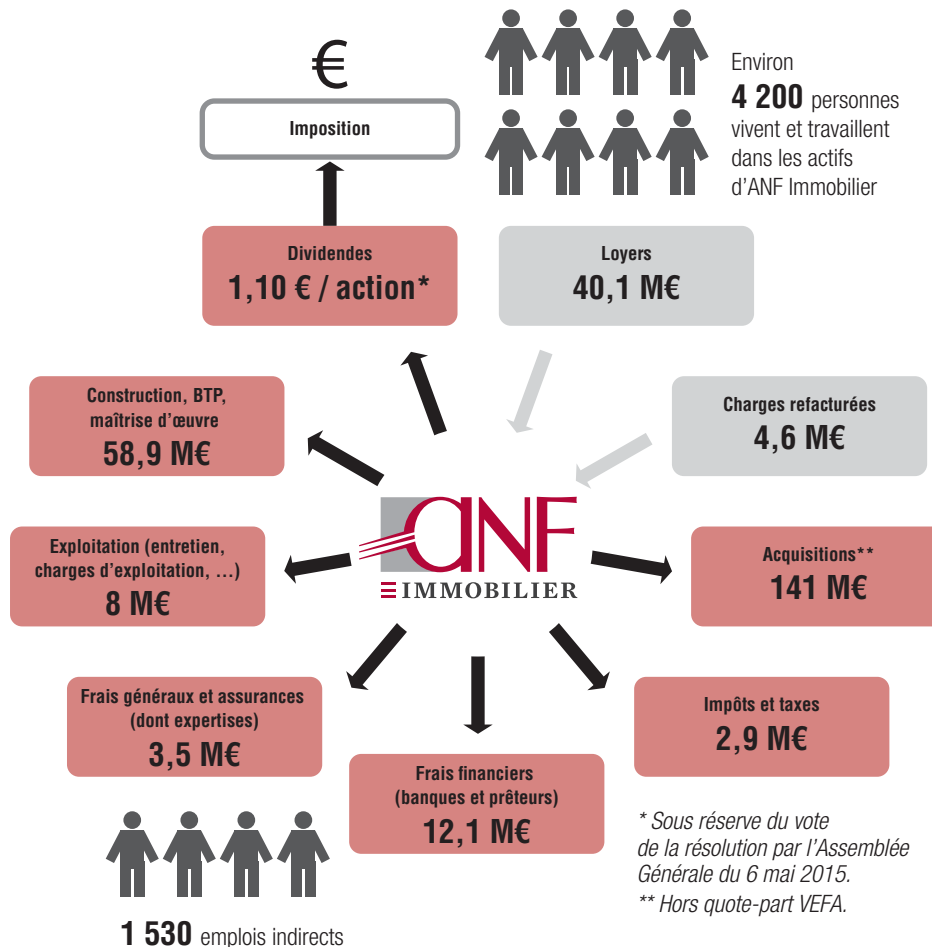 €
Imposition
Environ
4 200 personnes
vivent et travaillent
dans les actifs
d'ANF Immobilier
Dividendes
1,10 € / action*
Loyers
40,1 M€
Construction, BTP,
maîtrise d'œuvre
58,9 M€
Charges refacturées
4,6 M€
ANF
IMMOBILIER
Exploitation (entretien,
charges d'exploitation, …)
8 M€
Acquisitions**
141 M€
Frais généraux et assurances
(dont expertises)
3,5 M€
Impôts et taxes
2,9 M€
Frais financiers
(banques et prêteurs)
12,1 M€
* Sous réserve du vote
de la résolution par l'Assemblée
Générale du 6 mai 2015.
** Hors quote-part VEFA.
1 530 emplois indirects